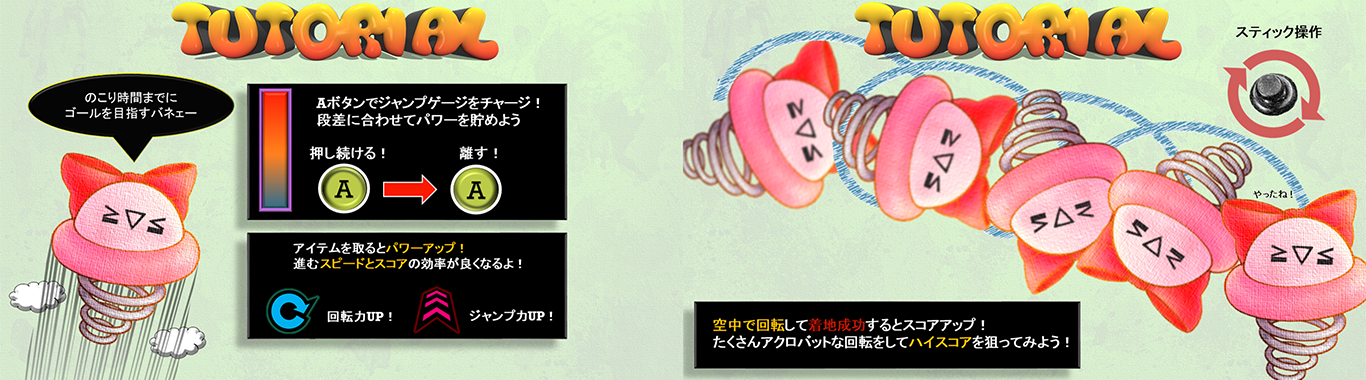 TUTORIAL
のこり時間までに
ゴールを目指すバネェー
Aボタンでジャンプゲージをチャージ！
段差に合わせてパワーを貯めよう
押し続ける！
離す！
A
A
アイテムを取るとパワーアップ！
進むスピードとスコアの効率が良くなるよ！
回転力UP！
ジャンプ力UP！
TUTORIAL
スティック操作
やったね！
空中で回転して着地成功するとスコアアップ！
たくさんアクロバットな回転をしてハイスコアを狙ってみよう！